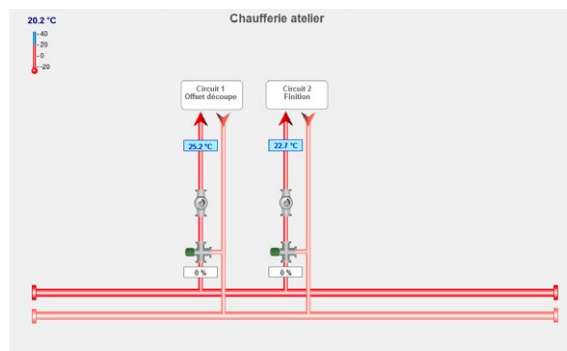 Chaufferie atelier
20.2 °C
40
20
0
-20
Circuit 1
Offset découpe
Circuit 2
Finition
25.2 °C
22.7 °C
0 %
0 %